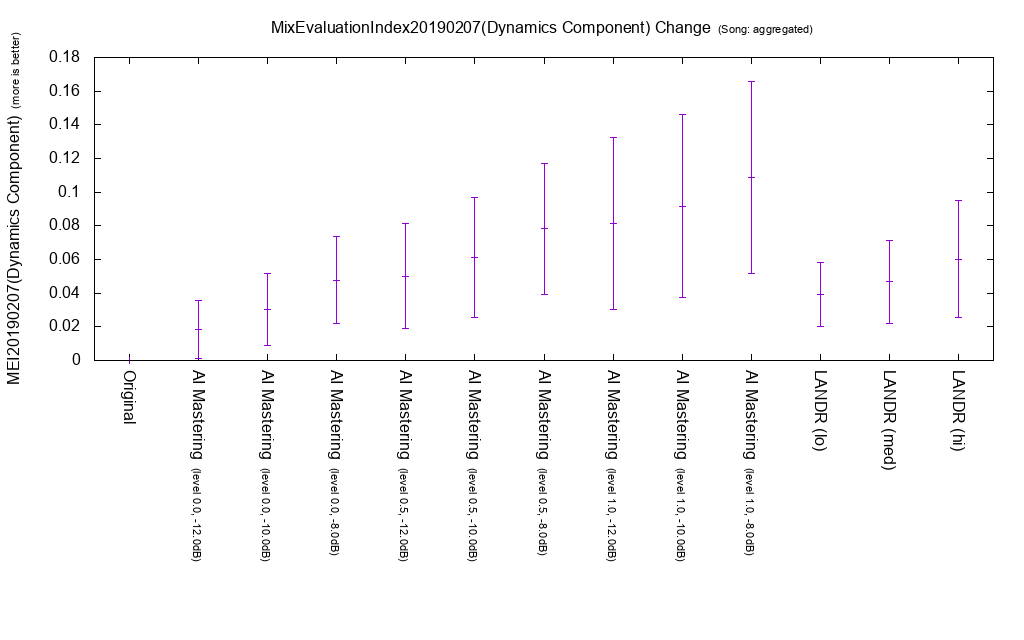 MixEvaluationIndex20190207(Dynamics Component) Change (Song: aggregated)
MEI20190207(Dynamics Component) (more is better)
0.18
0.16
0.14
0.12
0.1
0.08
0.06
0.04
0.02
0
Original
AI Mastering (level 0.0, -12.0dB)
AI Mastering (level 0.0, -10.0dB)
AI Mastering (level 0.0, -8.0dB)
AI Mastering (level 0.5, -12.0dB)
AI Mastering (level 0.5, -10.0dB)
AI Mastering (level 0.5, -8.0dB)
AI Mastering (level 1.0, -12.0dB)
AI Mastering (level 1.0, -10.0dB)
AI Mastering (level 1.0, -8.0dB)
LANDR (lo)
LANDR (med)
LANDR (hi)